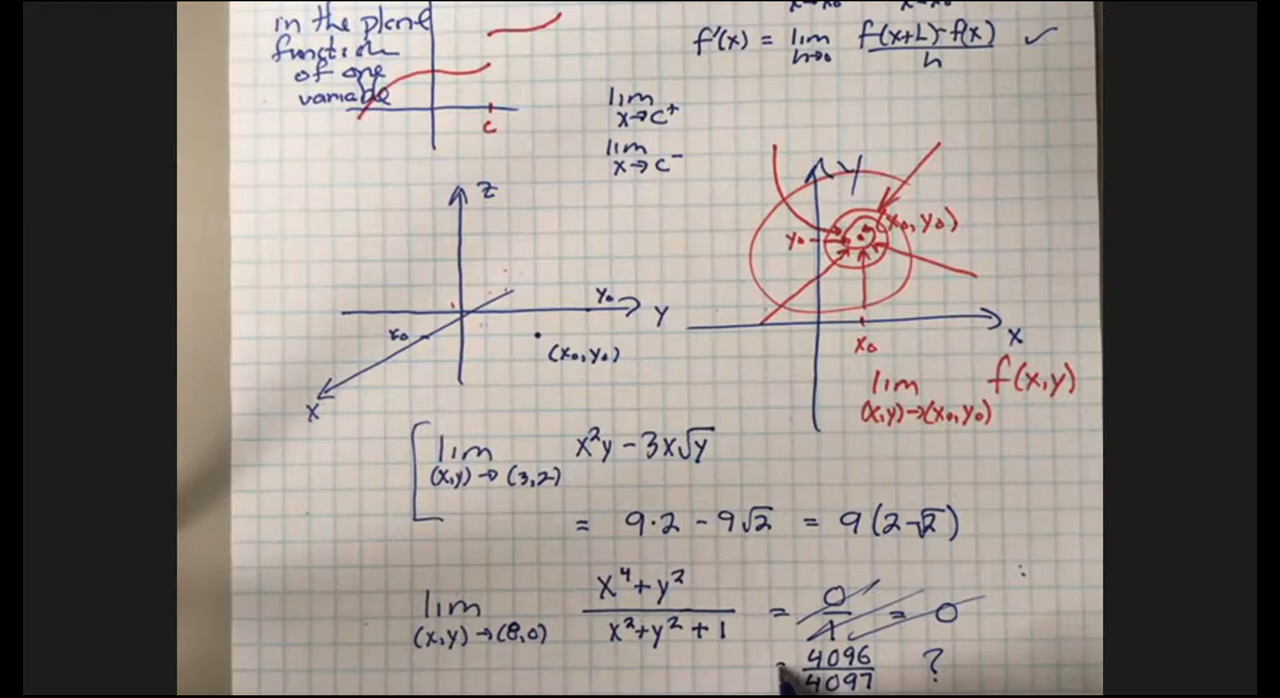 in the plane
function
of one
variable
c
f'(x) = lim h→0 f(x+h)-f(x) / h ✓
lim x→c⁺
lim x→c⁻
z
y
x
y₀
x₀
(x₀,y₀)
y
x
(x₀,y₀)
y₀
x₀
lim (x,y)→(x₀,y₀) f(x,y)
lim (x,y)→(3,2) x²y - 3x√y
= 9·2 - 9√2 = 9(2-√2)
lim (x,y)→(8,0) x⁴+y² / x²+y²+1 = 0/1 = 0
= 4096/4097 ?